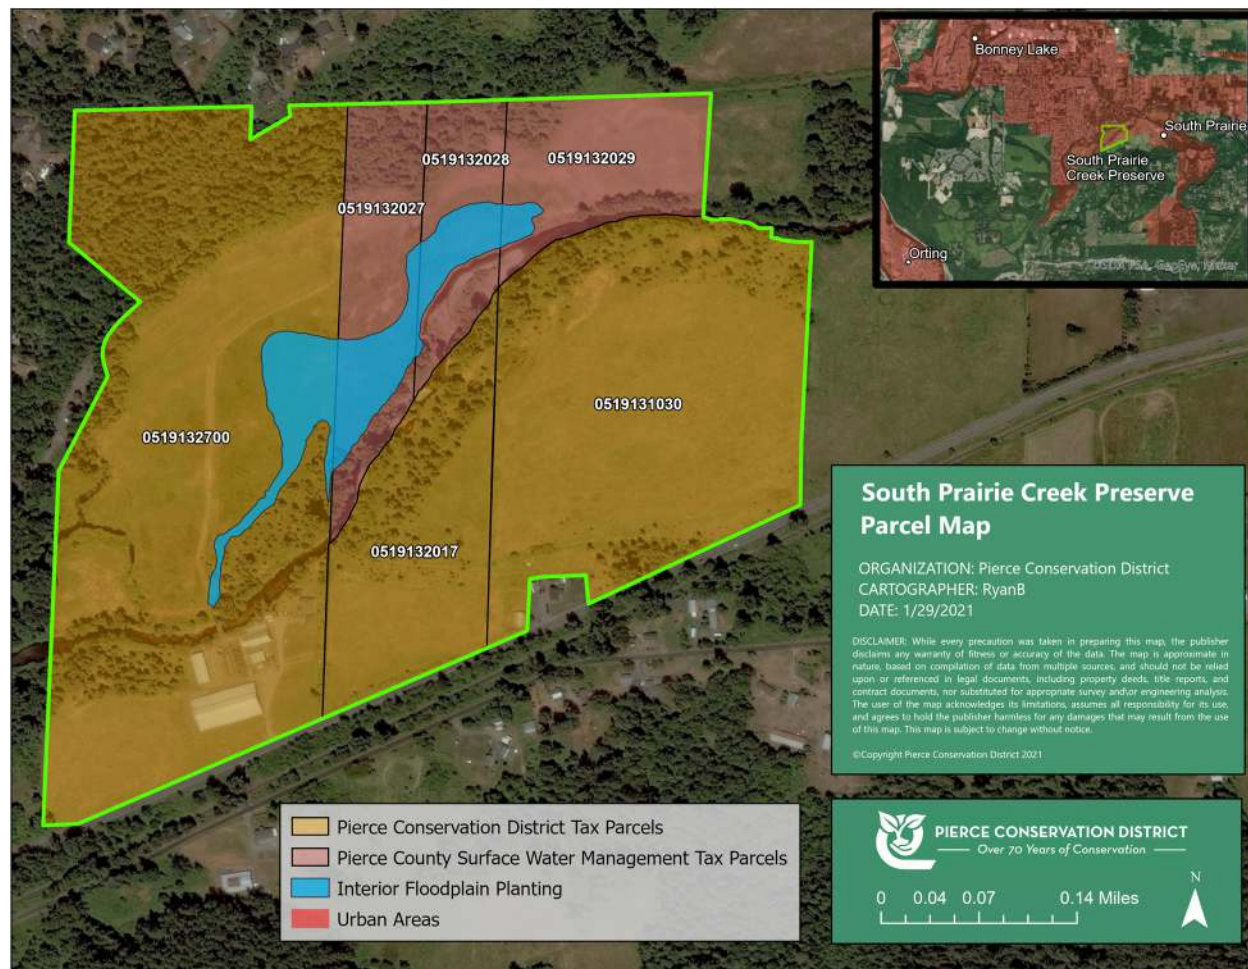 Bonney Lake
South Prairie
South Prairie
Creek Preserve
Orting
USDA FSA, GeoEye, Maxar
0519132028
0519132029
0519132027
0519131030
0519132700
0519132017
South Prairie Creek Preserve
Parcel Map
ORGANIZATION: Pierce Conservation District
CARTOGRAPHER: RyanB
DATE: 1/29/2021
DISCLAIMER: While every precaution was taken in preparing this map, the publisher
disclaims any warranty of fitness or accuracy of the data. The map is approximate in
nature, based on compilation of data from multiple sources, and should not be relied
upon or referenced in legal documents, including property deeds, title reports, and
contract documents, nor substituted for appropriate survey and/or engineering analysis.
The user of the map acknowledges its limitations, assumes all responsibility for its use,
and agrees to hold the publisher harmless for any damages that may result from the use
of this map. This map is subject to change without notice.
©Copyright Pierce Conservation District 2021
Pierce Conservation District Tax Parcels
Pierce County Surface Water Management Tax Parcels
Interior Floodplain Planting
Urban Areas
PIERCE CONSERVATION DISTRICT
Over 70 Years of Conservation
0 0.04 0.07 0.14 Miles
N